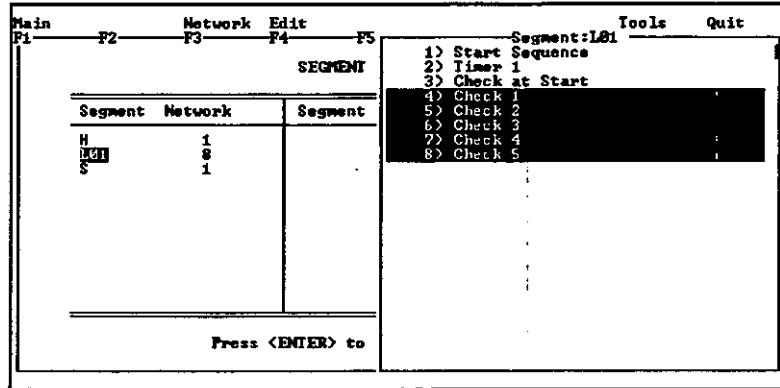 Main Network Edit Tools Quit
F1 F2 F3 F4 F5
Segment:L01
SEGMENT
Segment Network Segment
H 1
L01 8
S 1
Press <ENTER> to
1) Start Sequence
2) Timer 1
3) Check at Start
4) Check 1
5) Check 2
6) Check 3
7) Check 4
8) Check 5